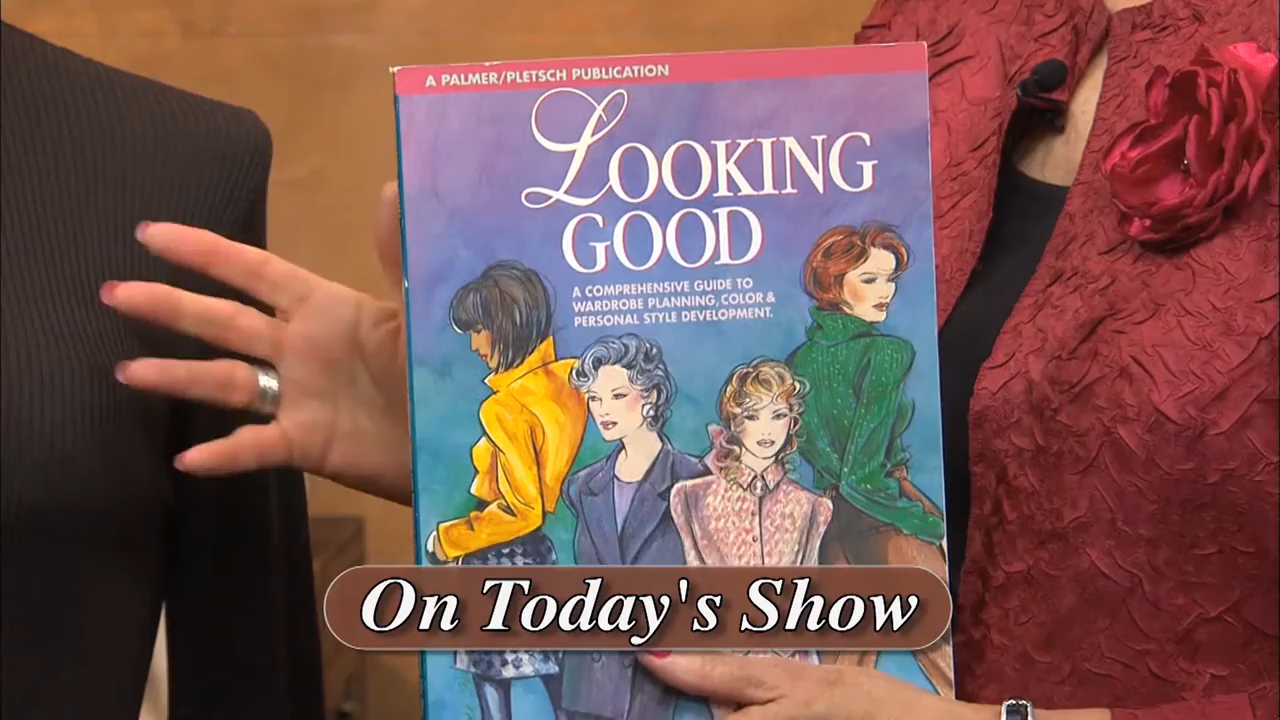 A PALMER/PLETSCH PUBLICATION
LOOKING
GOOD
A COMPREHENSIVE GUIDE TO
WARDROBE PLANNING, COLOR &
PERSONAL STYLE DEVELOPMENT.
On Today's Show